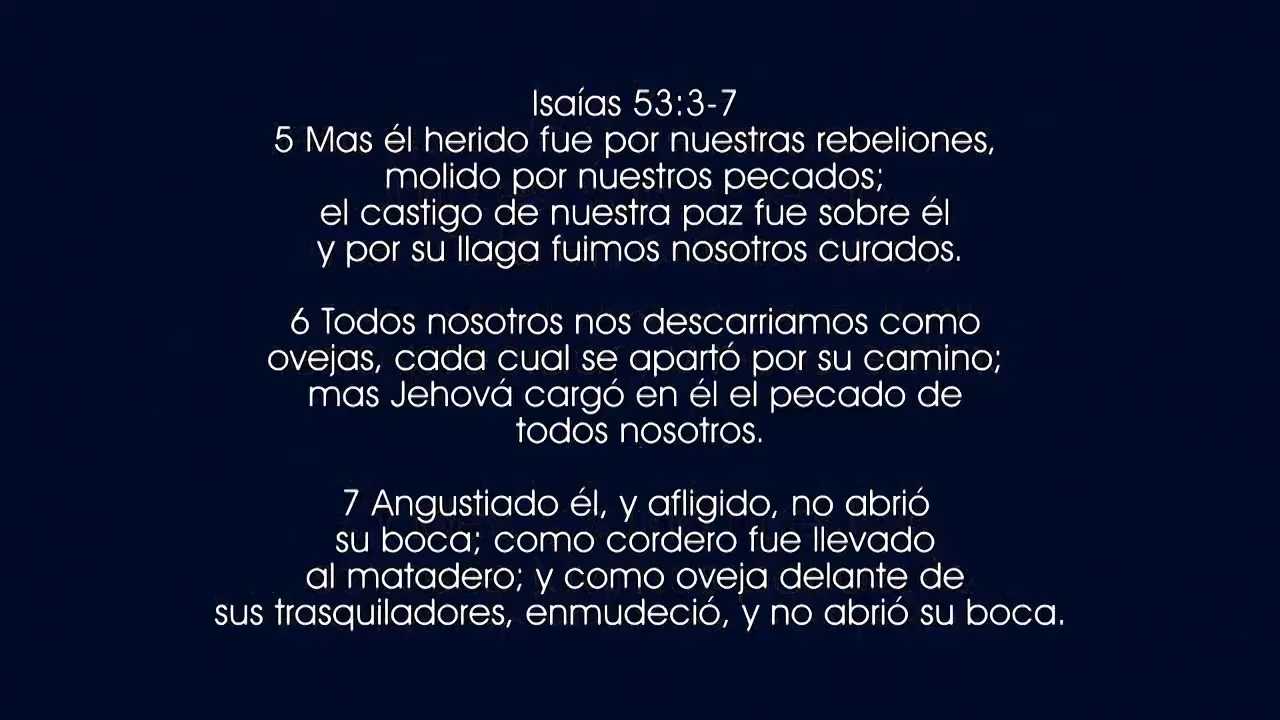 Isaías 53:3-7
5 Mas él herido fue por nuestras rebeliones,
molido por nuestros pecados;
el castigo de nuestra paz fue sobre él
y por su llaga fuimos nosotros curados.
6 Todos nosotros nos descarriamos como
ovejas, cada cual se apartó por su camino;
mas Jehová cargó en él el pecado de
todos nosotros.
7 Angustiado él, y afligido, no abrió
su boca; como cordero fue llevado
al matadero; y como oveja delante de
sus trasquiladores, enmudeció, y no abrió su boca.